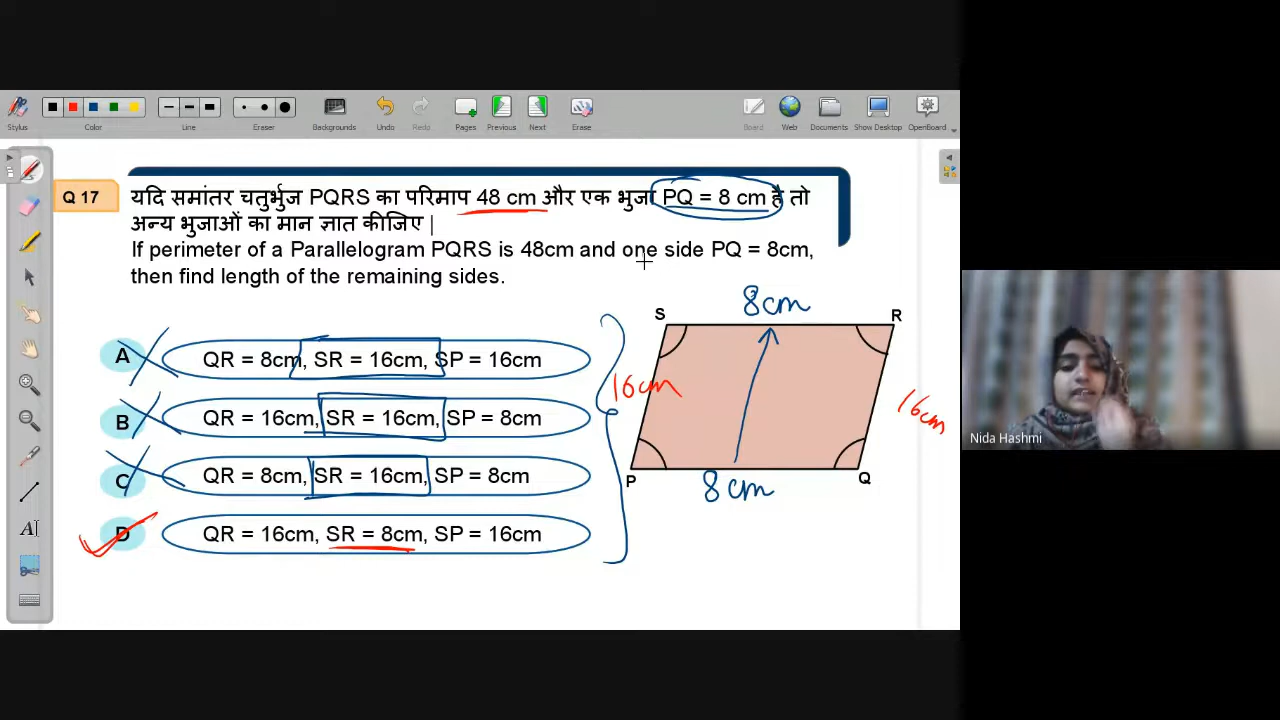 Stylus
Color
Line
Eraser
Backgrounds
Undo
Redo
Pages
Previous
Next
Erase
Board
Web
Documents
Show Desktop
OpenBoard
Q 17
यदि समांतर चतुर्भुज PQRS का परिमाप 48 cm और एक भुजा PQ = 8 cm है तो
अन्य भुजाओं का मान ज्ञात कीजिए |
If perimeter of a Parallelogram PQRS is 48cm and one side PQ = 8cm,
then find length of the remaining sides.
A
QR = 8cm, SR = 16cm, SP = 16cm
B
QR = 16cm, SR = 16cm, SP = 8cm
C
QR = 8cm, SR = 16cm, SP = 8cm
D
QR = 16cm, SR = 8cm, SP = 16cm
8cm
S
R
16cm
16cm
P
Q
8cm
Nida Hashmi
A